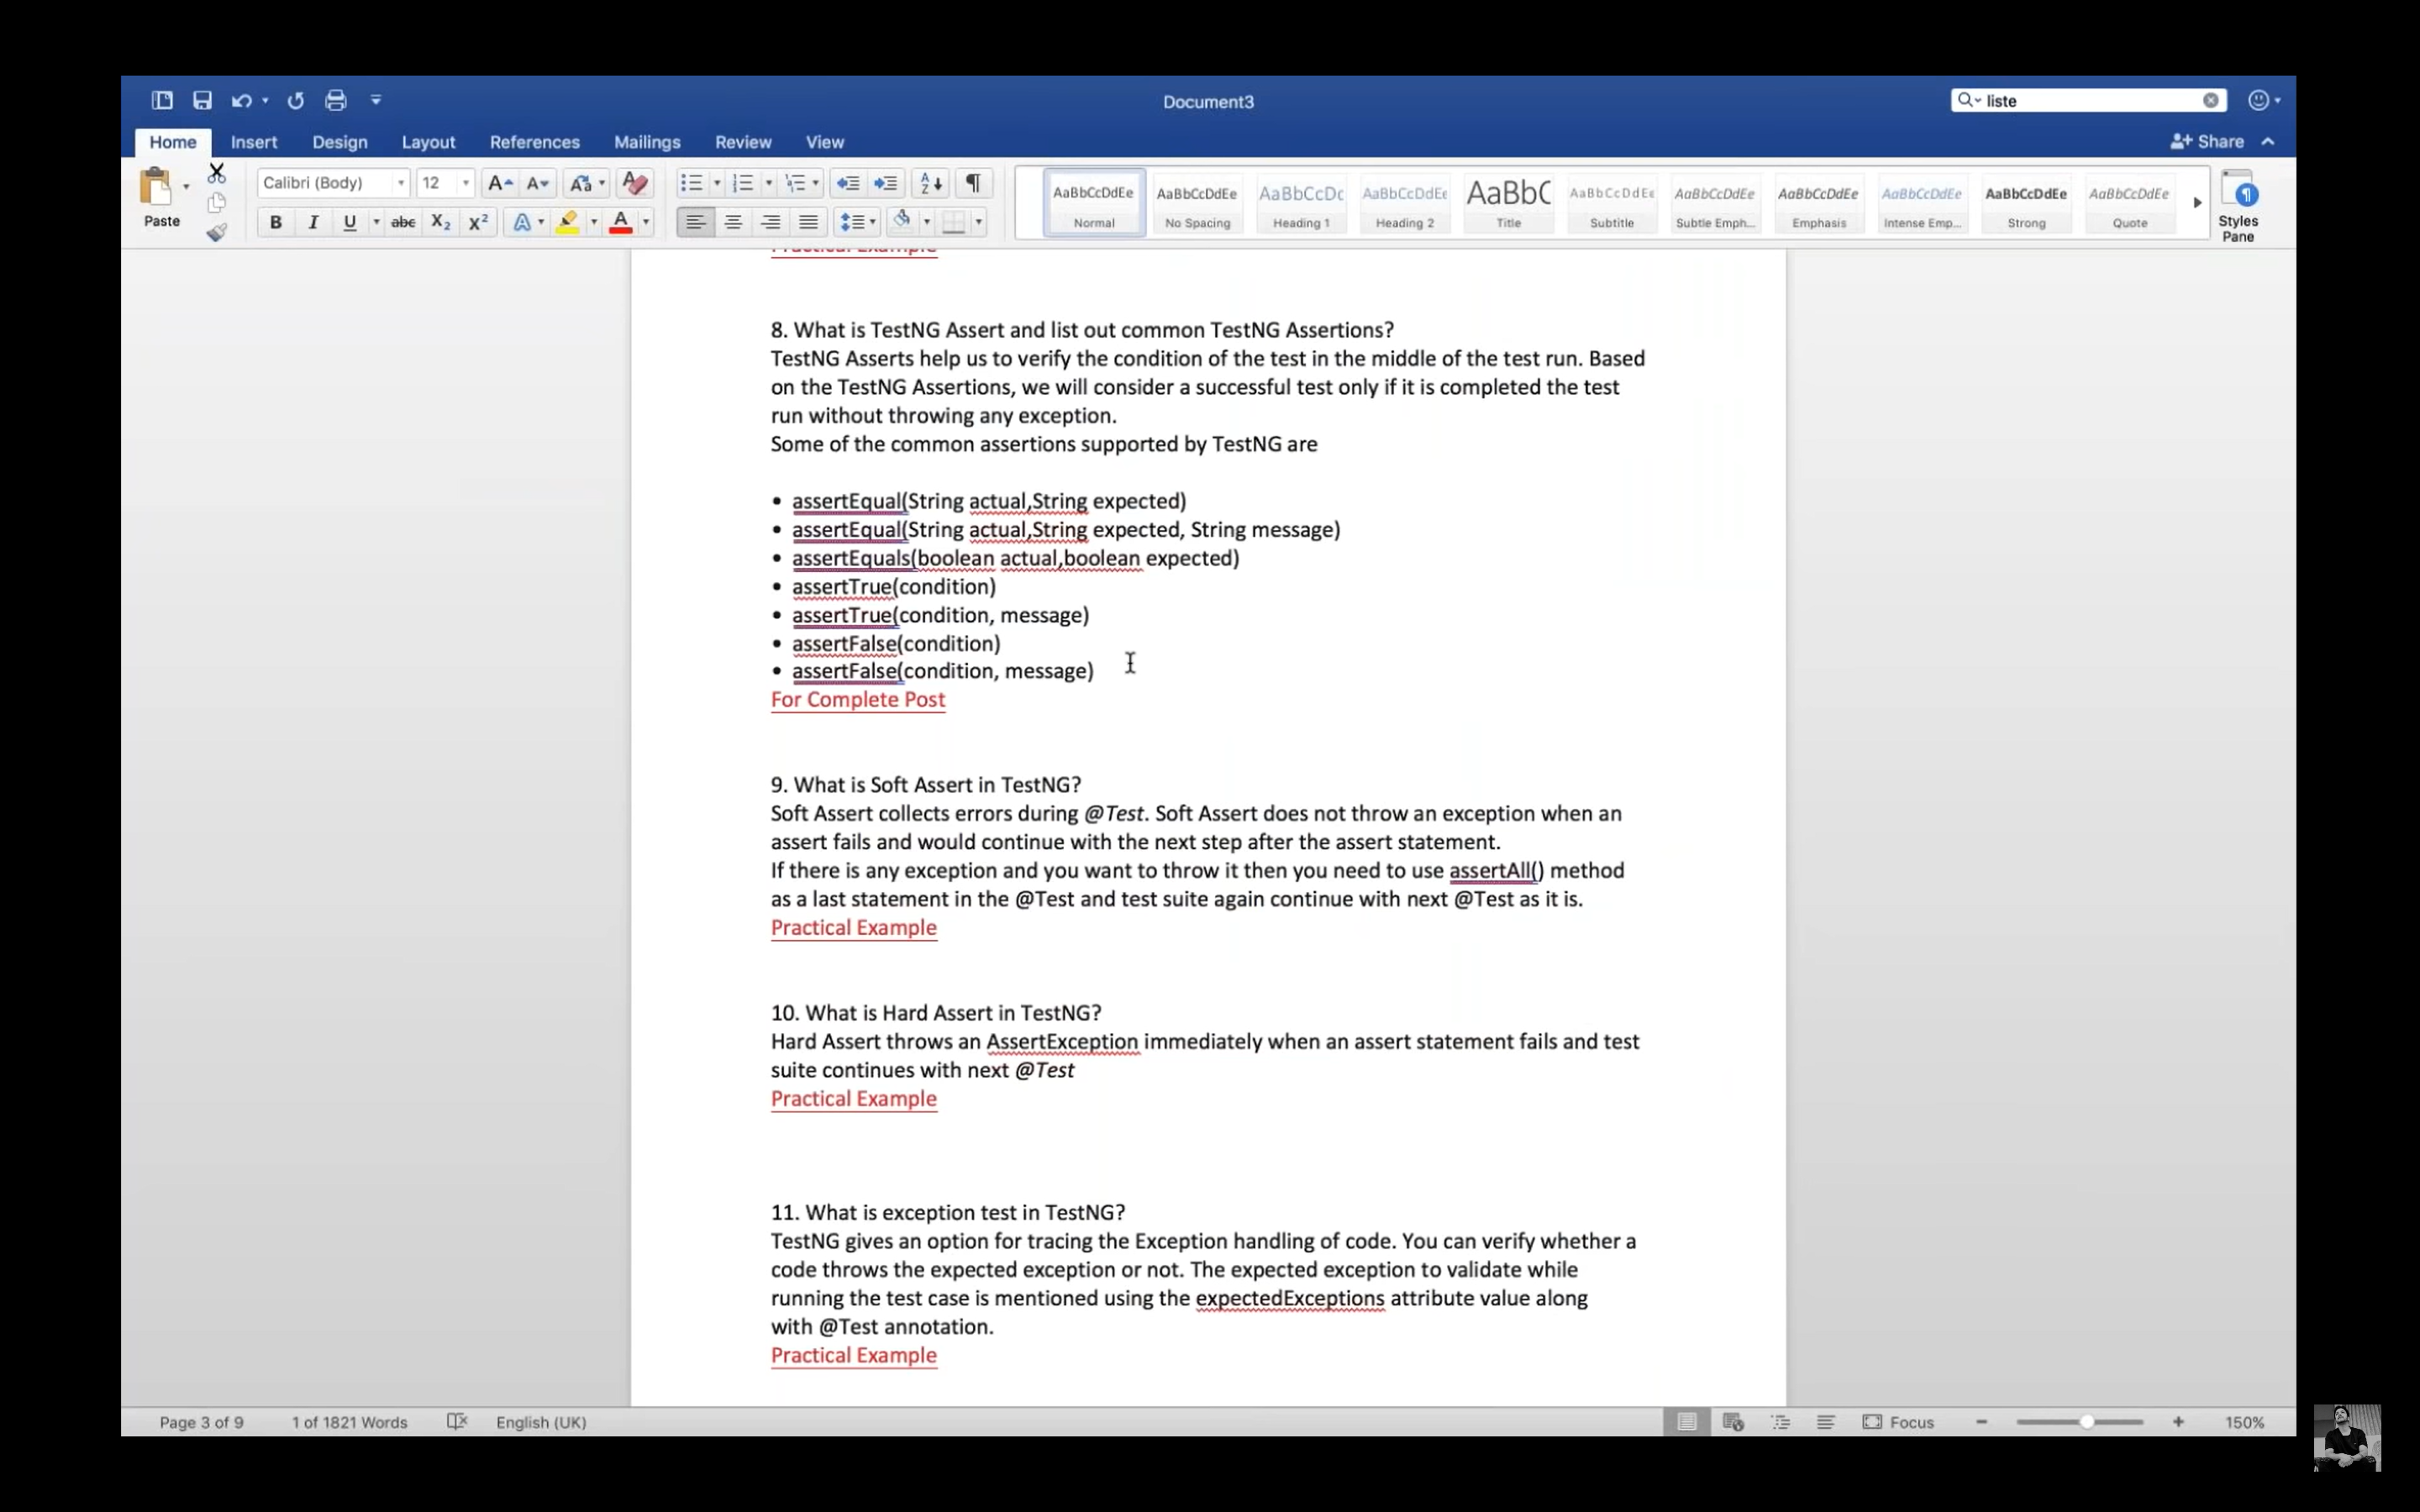 Document3
liste
Home Insert Design Layout References Mailings Review View
Share
Paste
Calibri (Body) 12
AaBbCcDdEe AaBbCcDdEe AaBbCcDc AaBbCcDdEe AaBbC AaBbCcDdEe AaBbCcDdEe AaBbCcDdEe AaBbCcDdEe AaBbCcDdEe AaBbCcDdEe
Normal No Spacing Heading 1 Heading 2 Title Subtitle Subtle Emph... Emphasis Intense Emp... Strong Quote
Styles
Pane
Practical Example
8. What is TestNG Assert and list out common TestNG Assertions?
TestNG Asserts help us to verify the condition of the test in the middle of the test run. Based
on the TestNG Assertions, we will consider a successful test only if it is completed the test
run without throwing any exception.
Some of the common assertions supported by TestNG are
• assertEqual(String actual,String expected)
• assertEqual(String actual,String expected, String message)
• assertEquals(boolean actual,boolean expected)
• assertTrue(condition)
• assertTrue(condition, message)
• assertFalse(condition)
• assertFalse(condition, message)
For Complete Post
9. What is Soft Assert in TestNG?
Soft Assert collects errors during @Test. Soft Assert does not throw an exception when an
assert fails and would continue with the next step after the assert statement.
If there is any exception and you want to throw it then you need to use assertAll() method
as a last statement in the @Test and test suite again continue with next @Test as it is.
Practical Example
10. What is Hard Assert in TestNG?
Hard Assert throws an AssertException immediately when an assert statement fails and test
suite continues with next @Test
Practical Example
11. What is exception test in TestNG?
TestNG gives an option for tracing the Exception handling of code. You can verify whether a
code throws the expected exception or not. The expected exception to validate while
running the test case is mentioned using the expectedExceptions attribute value along
with @Test annotation.
Practical Example
Page 3 of 9 1 of 1821 Words English (UK) Focus 150%